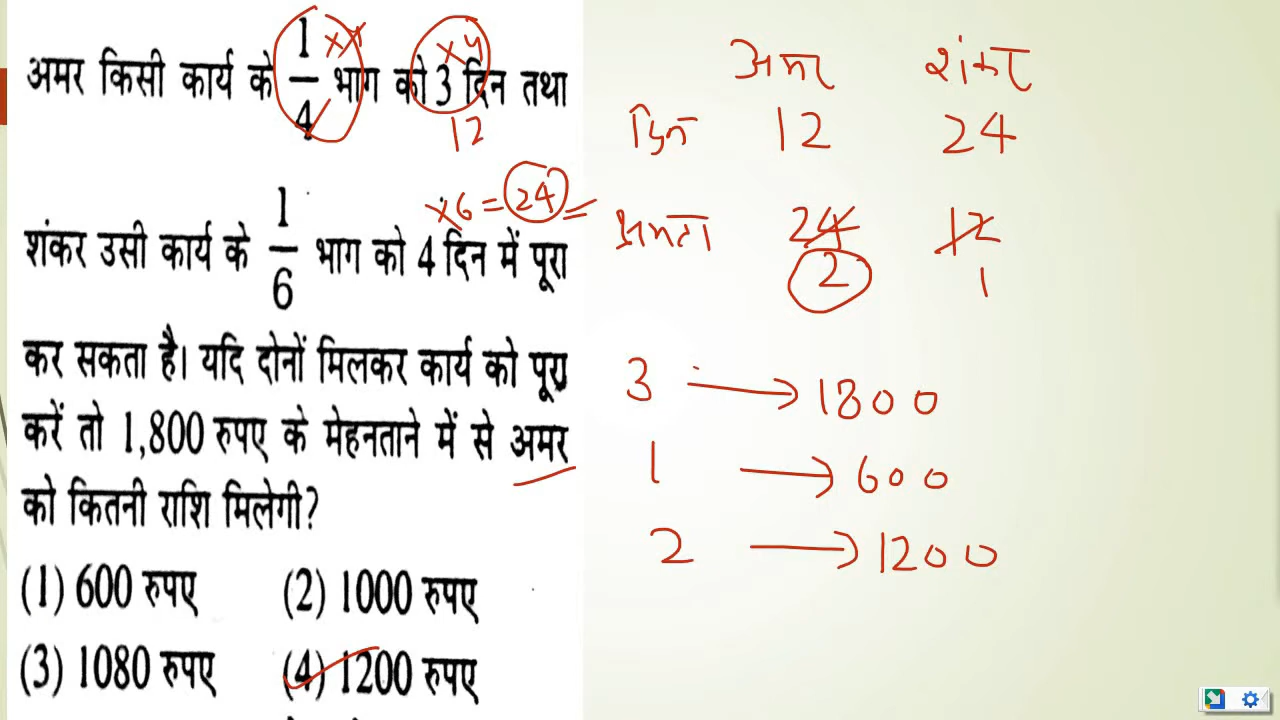 अमर किसी कार्य के 1/4 भाग को 3 दिन तथा
×4
×4
12
×6 = 24
शंकर उसी कार्य के 1/6 भाग को 4 दिन में पूरा
कर सकता है। यदि दोनों मिलकर कार्य को पूरा
करें तो 1,800 रुपए के मेहनताने में से अमर
को कितनी राशि मिलेगी?
(1) 600 रुपए (2) 1000 रुपए
(3) 1080 रुपए (4) 1200 रुपए
अमर शंकर
दिन 12 24
क्षमता 24 12
2 1
3 → 1800
1 → 600
2 → 1200